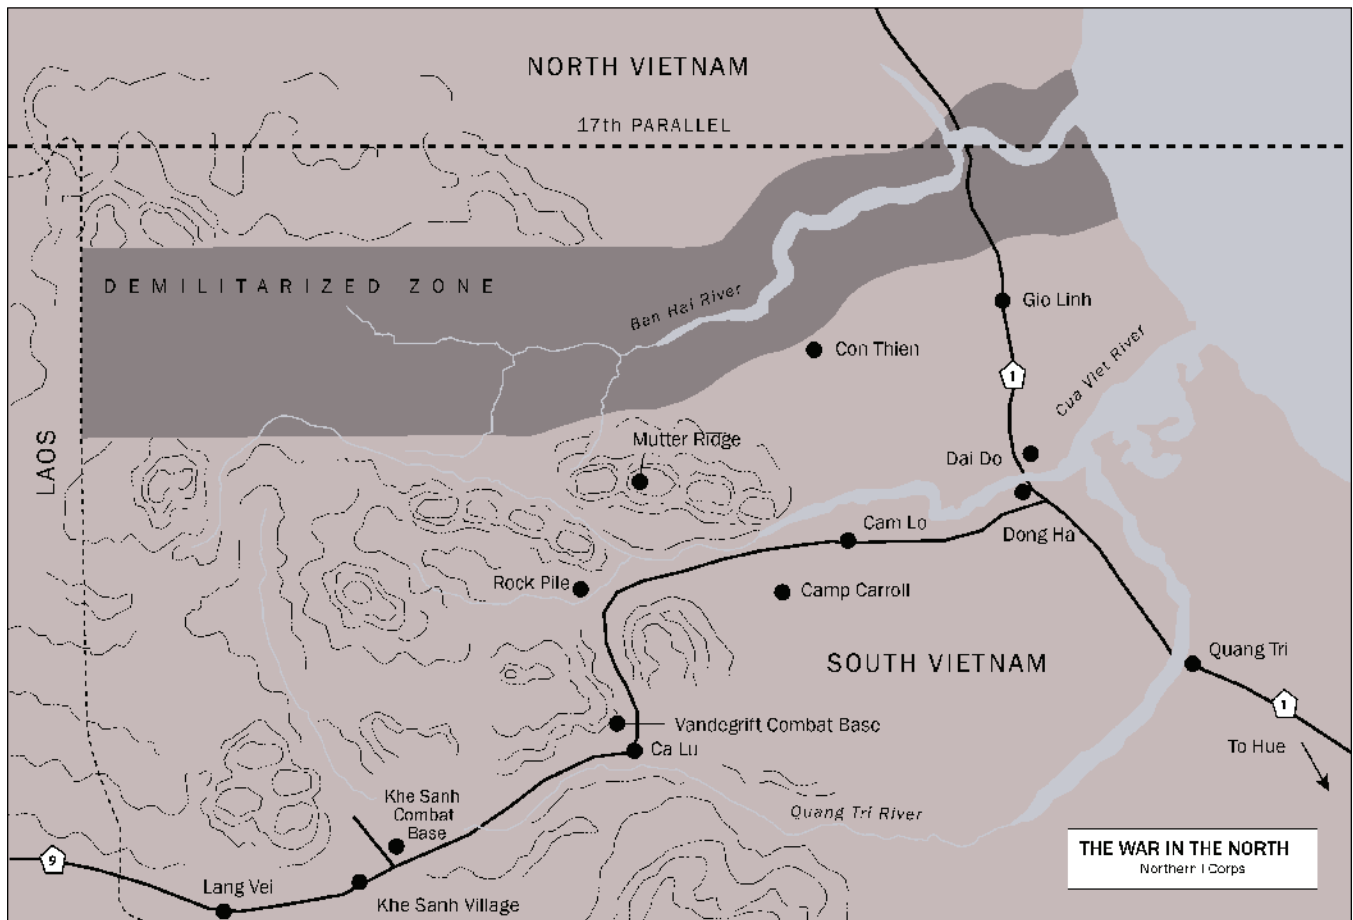 NORTH VIETNAM
17th PARALLEL
DEMILITARIZED ZONE
Ban Hai River
Gio Linh
Con Thien
1
Cua Viet River
LAOS
Mutter Ridge
Dai Do
Cam Lo
Dong Ha
Rock Pile
Camp Carroll
SOUTH VIETNAM
Quang Tri
1
Vandegrift Combat Base
Ca Lu
To Hue
Khe Sanh
Combat
Base
Quang Tri River
9
Lang Vei
Khe Sanh Village
THE WAR IN THE NORTH
Northern I Corps